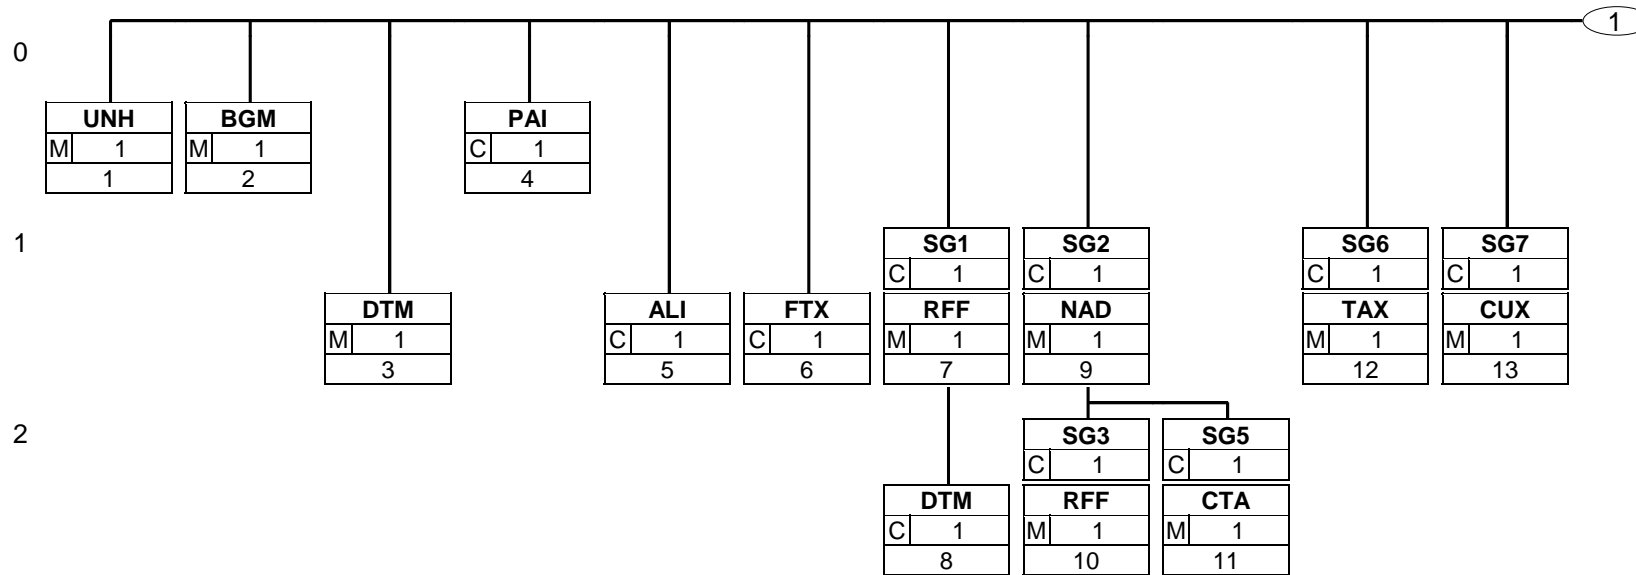 1
0
UNH BGM PAI
M 1 M 1 C 1
1 2 4
1 SG1 SG2 SG6 SG7
C 1 C 1 C 1 C 1
DTM ALI FTX RFF NAD TAX CUX
M 1 C 1 C 1 M 1 M 1 M 1 M 1
3 5 6 7 9 12 13
2 SG3 SG5
C 1 C 1
DTM RFF CTA
C 1 M 1 M 1
8 10 11